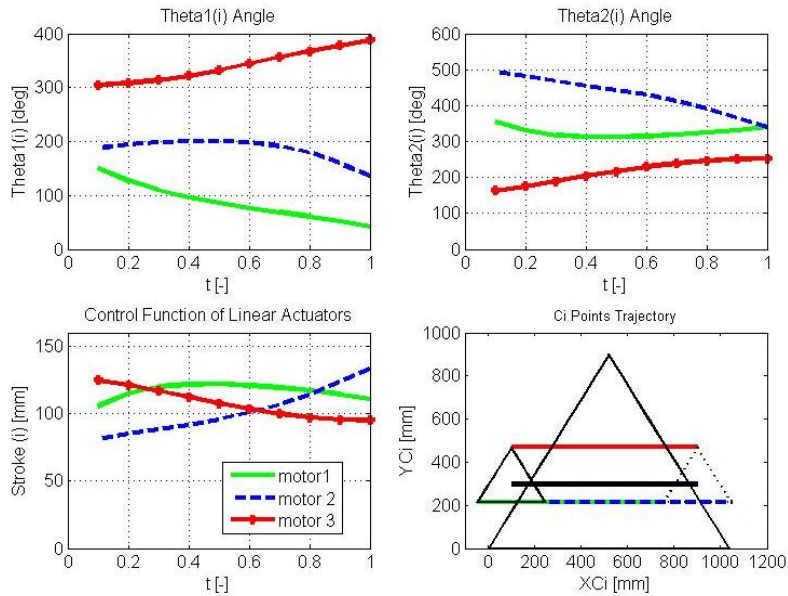 Theta1(i) Angle
Theta1(i) [deg]
400
300
200
100
0
0 0.2 0.4 0.6 0.8 1
t [-]
Theta2(i) Angle
Theta2(i) [deg]
600
500
400
300
200
100
0
0 0.2 0.4 0.6 0.8 1
t [-]
Control Function of Linear Actuators
Stroke (i) [mm]
150
100
50
0
motor1
motor 2
motor 3
0 0.2 0.4 0.6 0.8 1
t [-]
Ci Points Trajectory
YCi [mm]
1000
800
600
400
200
0
0 200 400 600 800 1000 1200
XCi [mm]